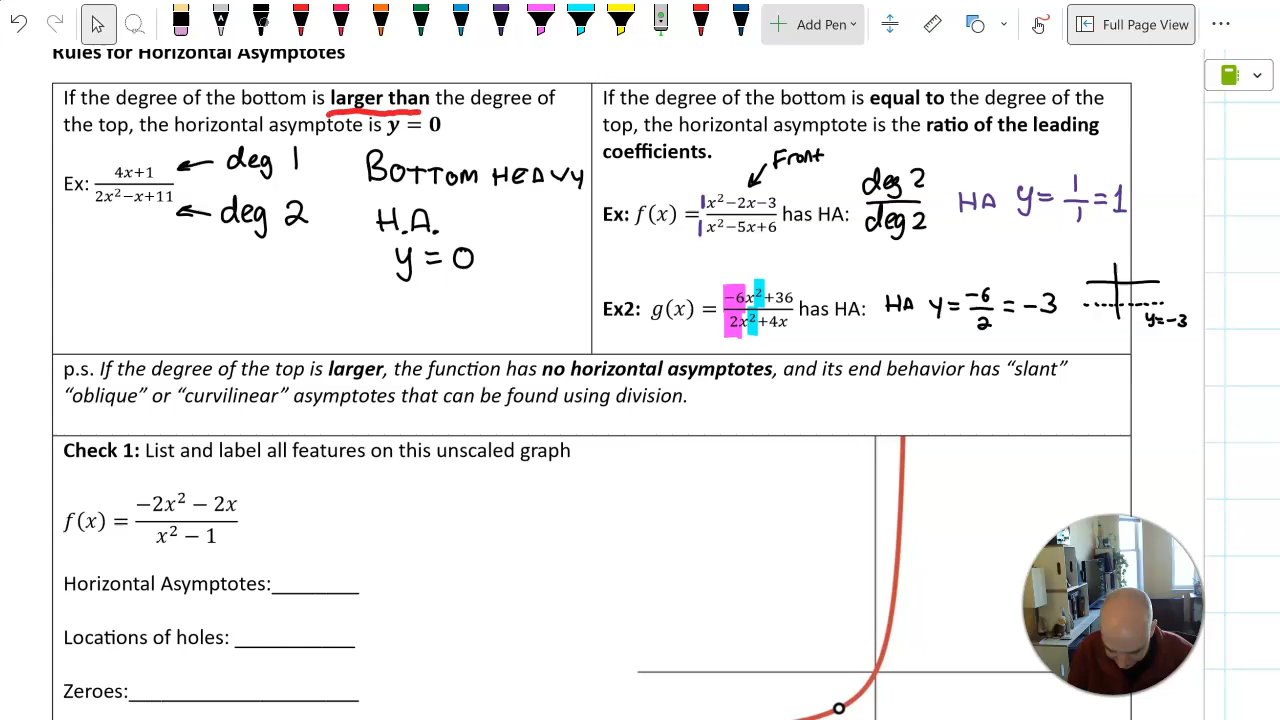 Add Pen
Full Page View
Rules for Horizontal Asymptotes
If the degree of the bottom is larger than the degree of
the top, the horizontal asymptote is y = 0
Ex: 4x+1 / 2x²−x+11
deg 1
deg 2
BOTTOM HEAVY
H.A.
y = 0
If the degree of the bottom is equal to the degree of the
top, the horizontal asymptote is the ratio of the leading
coefficients.
Front
Ex: f(x) = 1x²−2x−3 / 1x²−5x+6 has HA:
deg 2 / deg 2
HA y = 1/1 = 1
Ex2: g(x) = −6x²+36 / 2x²+4x has HA:
HA y = −6/2 = −3
y=−3
p.s. If the degree of the top is larger, the function has no horizontal asymptotes, and its end behavior has “slant”
“oblique” or “curvilinear” asymptotes that can be found using division.
Check 1: List and label all features on this unscaled graph
f(x) = −2x² − 2x / x² − 1
Horizontal Asymptotes:________
Locations of holes: ___________
Zeroes:_____________________